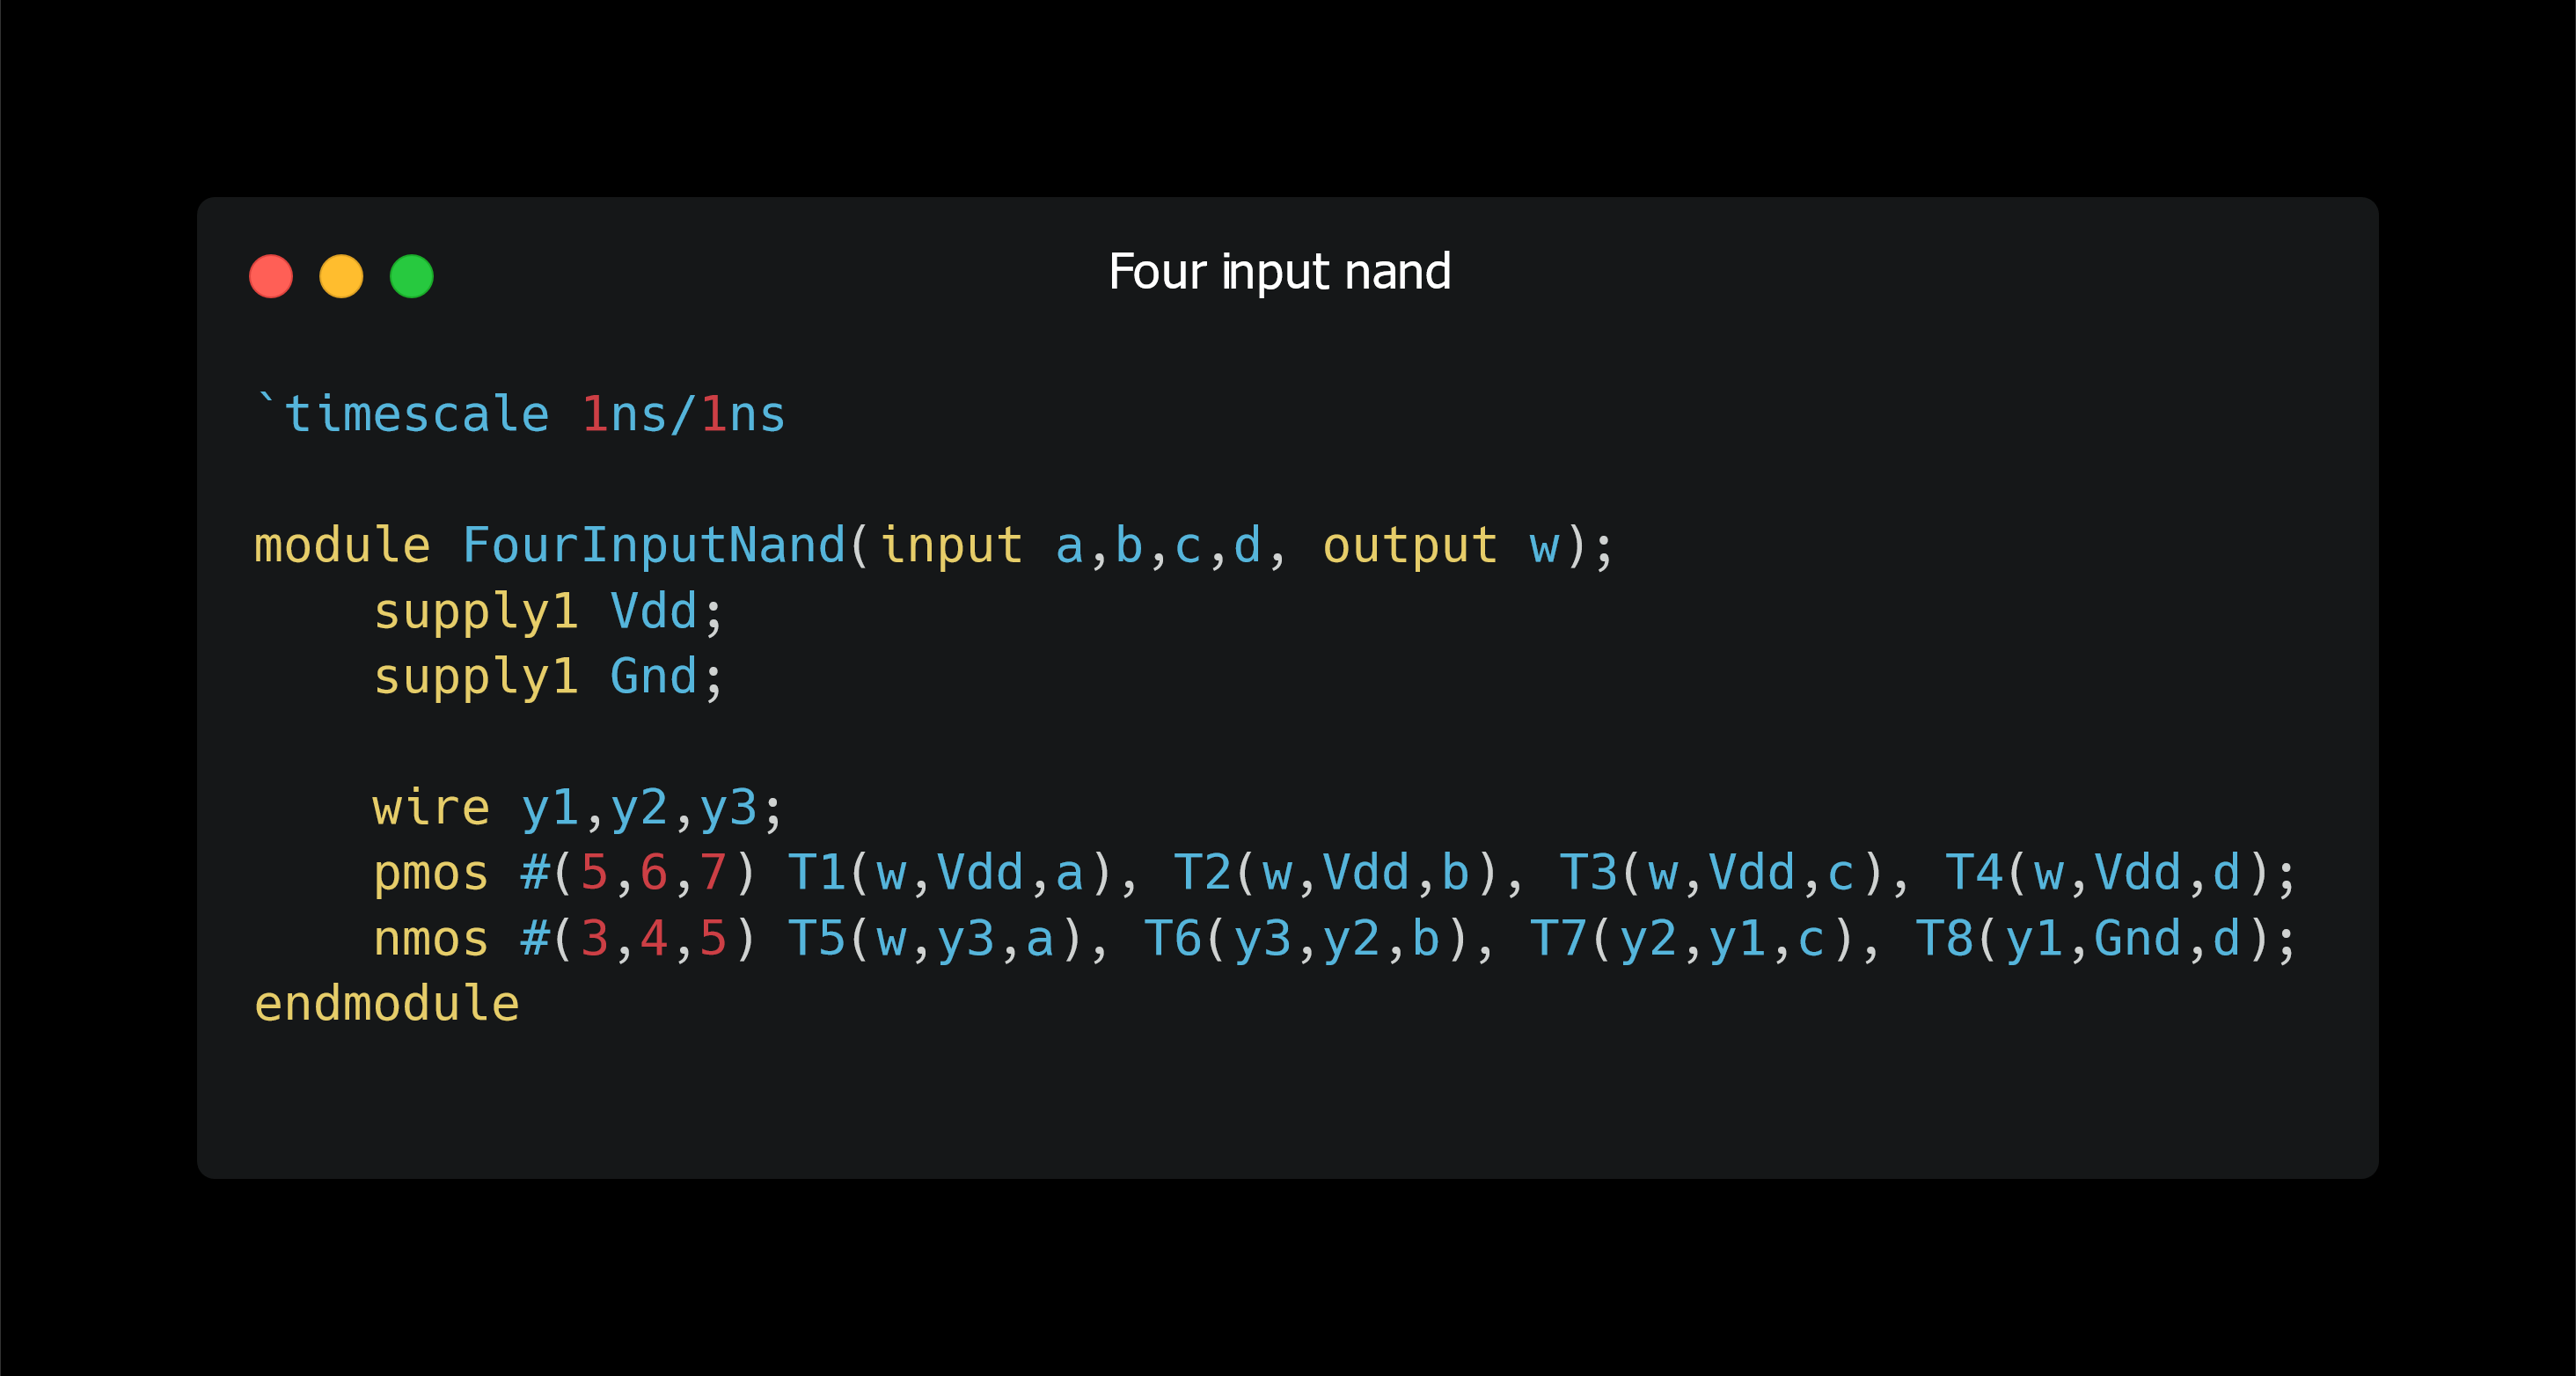 Four input nand
`timescale 1ns/1ns
module FourInputNand(input a,b,c,d, output w);
    supply1 Vdd;
    supply1 Gnd;
    wire y1,y2,y3;
    pmos #(5,6,7) T1(w,Vdd,a), T2(w,Vdd,b), T3(w,Vdd,c), T4(w,Vdd,d);
    nmos #(3,4,5) T5(w,y3,a), T6(y3,y2,b), T7(y2,y1,c), T8(y1,Gnd,d);
endmodule